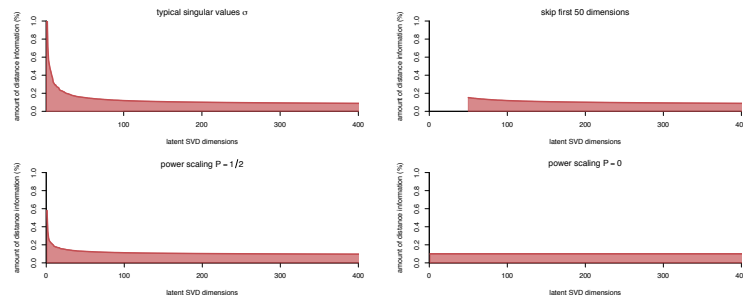 typical singular values σ
amount of distance information (%)
0.0 0.2 0.4 0.6 0.8 1.0
0 100 200 300 400
latent SVD dimensions
skip first 50 dimensions
amount of distance information (%)
0.0 0.2 0.4 0.6 0.8 1.0
0 100 200 300 400
latent SVD dimensions
power scaling P = 1/2
amount of distance information (%)
0.0 0.2 0.4 0.6 0.8 1.0
0 100 200 300 400
latent SVD dimensions
power scaling P = 0
amount of distance information (%)
0.0 0.2 0.4 0.6 0.8 1.0
0 100 200 300 400
latent SVD dimensions